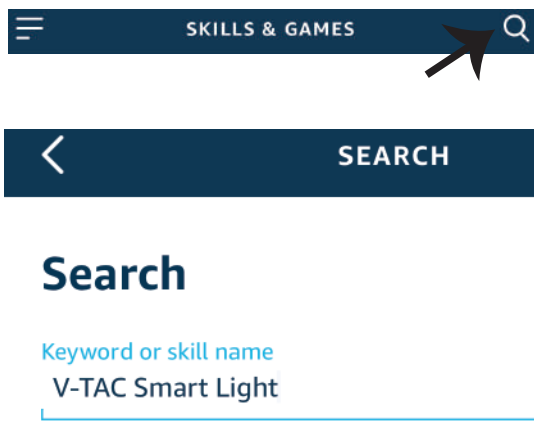 SKILLS & GAMES
SEARCH
Search
Keyword or skill name
V-TAC Smart Light